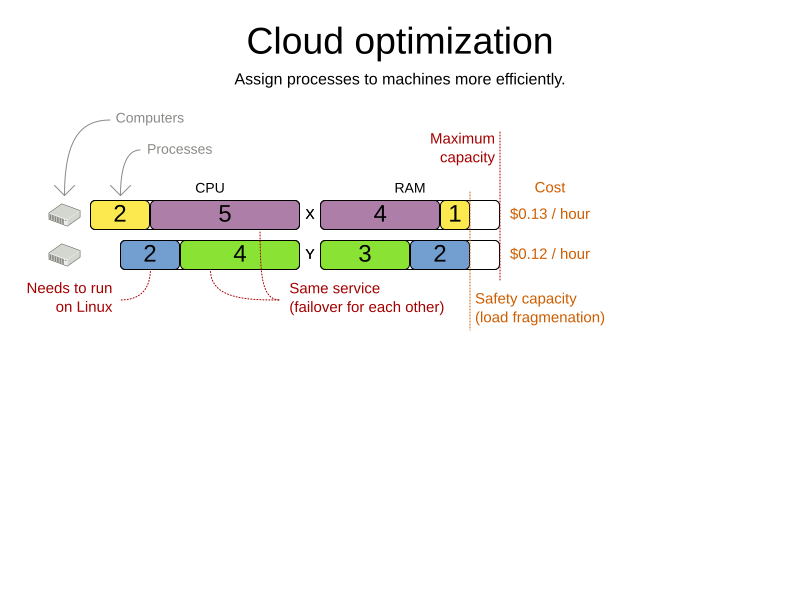 Cloud optimization
Assign processes to machines more efficiently.
Computers
Processes
Maximum
capacity
CPU
RAM
Cost
2 5 X 4 1 $0.13 / hour
2 4 Y 3 2 $0.12 / hour
Needs to run
on Linux
Same service
(failover for each other)
Safety capacity
(load fragmenation)